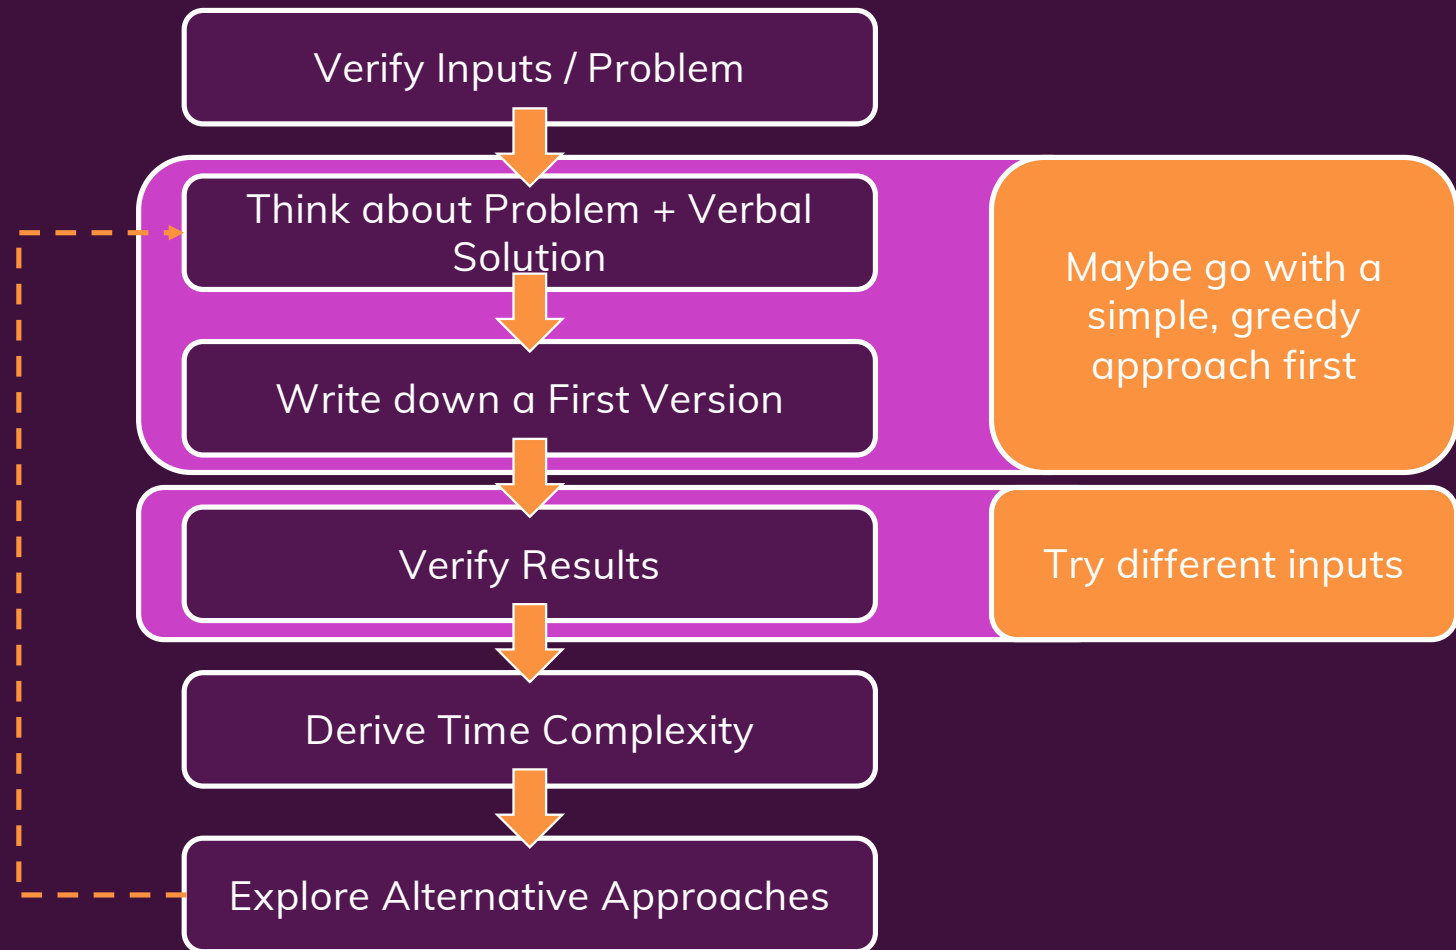 Verify Inputs / Problem
Think about Problem + Verbal
Solution
Maybe go with a
simple, greedy
approach first
Write down a First Version
Verify Results
Try different inputs
Derive Time Complexity
Explore Alternative Approaches